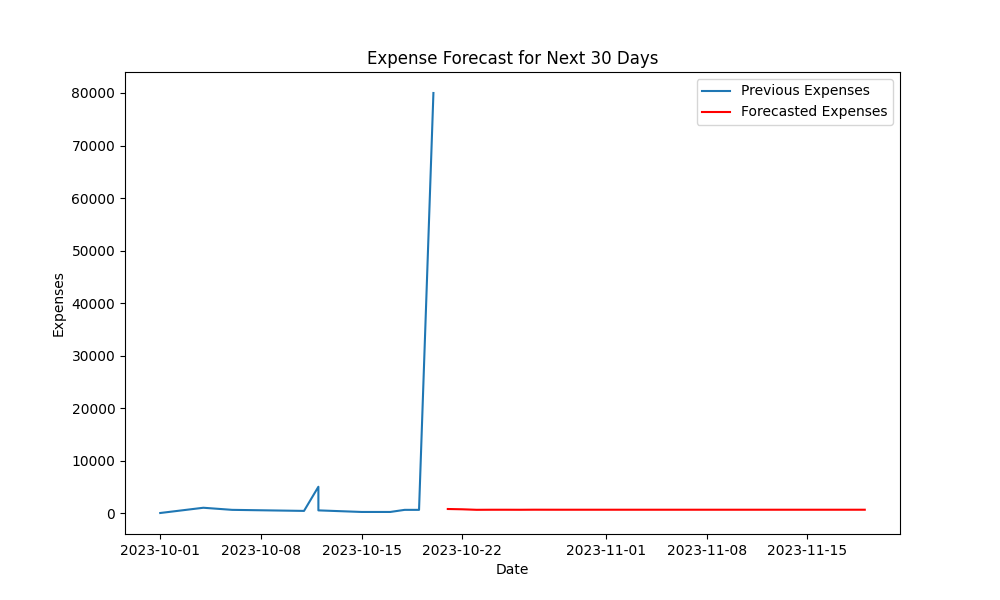 Expense Forecast for Next 30 Days
Previous Expenses
Forecasted Expenses
80000
70000
60000
50000
40000
30000
20000
10000
0
Expenses
2023-10-01 2023-10-08 2023-10-15 2023-10-22 2023-11-01 2023-11-08 2023-11-15
Date